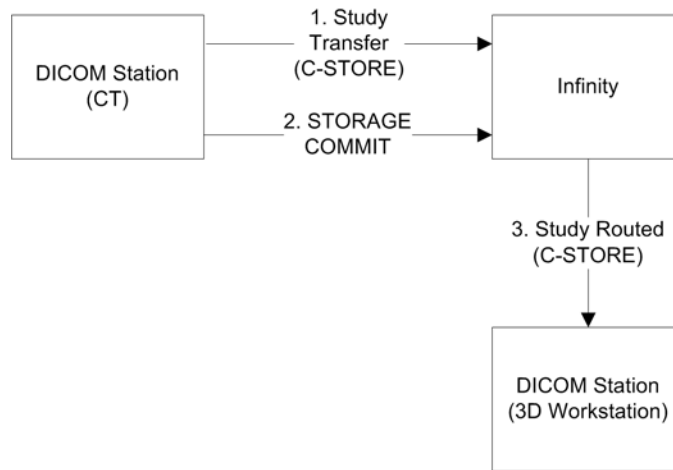 1. Study
Transfer
(C-STORE)
DICOM Station
(CT)
Infinity
2. STORAGE
COMMIT
3. Study Routed
(C-STORE)
DICOM Station
(3D Workstation)